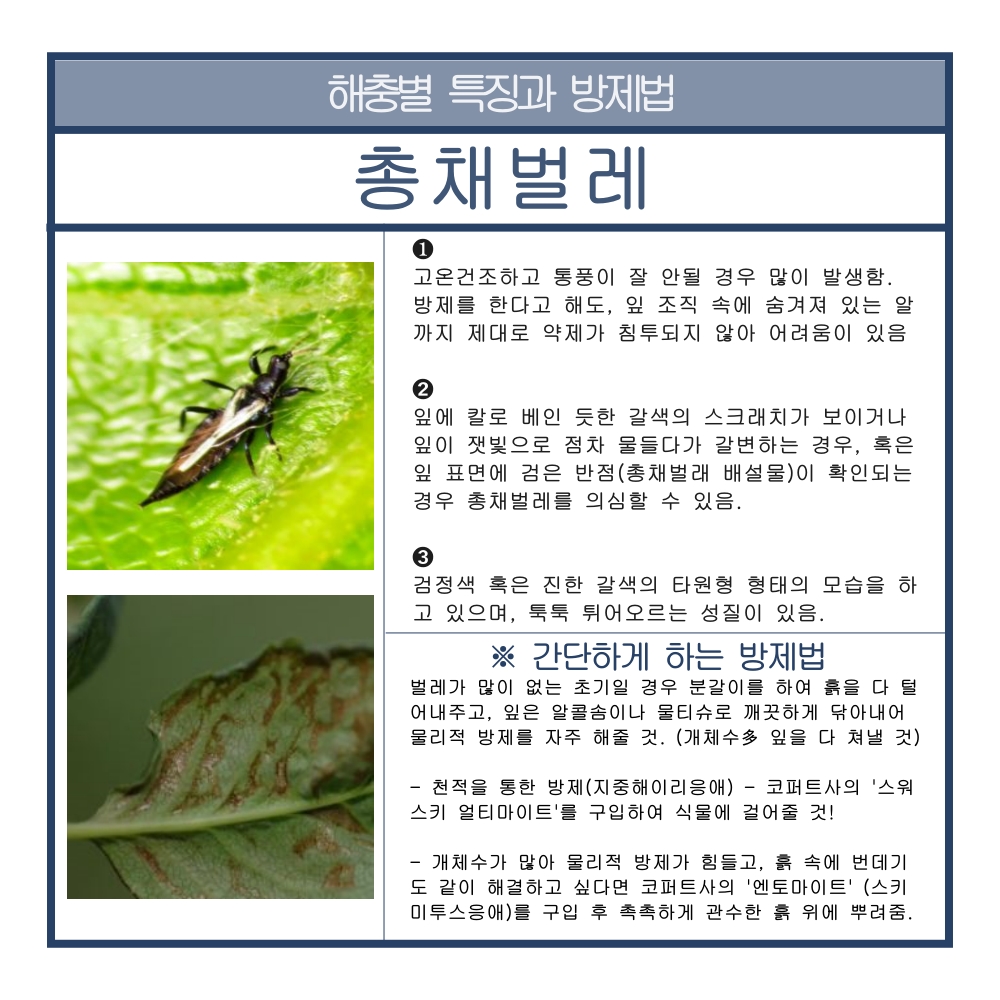 해충별 특징과 방제법
총채벌레
❶
고온건조하고 통풍이 잘 안될 경우 많이 발생함.
방제를 한다고 해도, 잎 조직 속에 숨겨져 있는 알
까지 제대로 약제가 침투되지 않아 어려움이 있음
❷
잎에 칼로 베인 듯한 갈색의 스크래치가 보이거나
잎이 잿빛으로 점차 물들다가 갈변하는 경우, 혹은
잎 표면에 검은 반점(총채벌래 배설물)이 확인되는
경우 총채벌레를 의심할 수 있음.
❸
검정색 혹은 진한 갈색의 타원형 형태의 모습을 하
고 있으며, 툭툭 튀어오르는 성질이 있음.
※ 간단하게 하는 방제법
벌레가 많이 없는 초기일 경우 분갈이를 하여 흙을 다 털
어내주고, 잎은 알콜솜이나 물티슈로 깨끗하게 닦아내어
물리적 방제를 자주 해줄 것. (개체수多 잎을 다 쳐낼 것)
- 천적을 통한 방제(지중해이리응애) - 코퍼트사의 '스워
스키 얼티마이트'를 구입하여 식물에 걸어줄 것!
- 개체수가 많아 물리적 방제가 힘들고, 흙 속에 번데기
도 같이 해결하고 싶다면 코퍼트사의 '엔토마이트' (스키
미투스응애)를 구입 후 촉촉하게 관수한 흙 위에 뿌려줌.